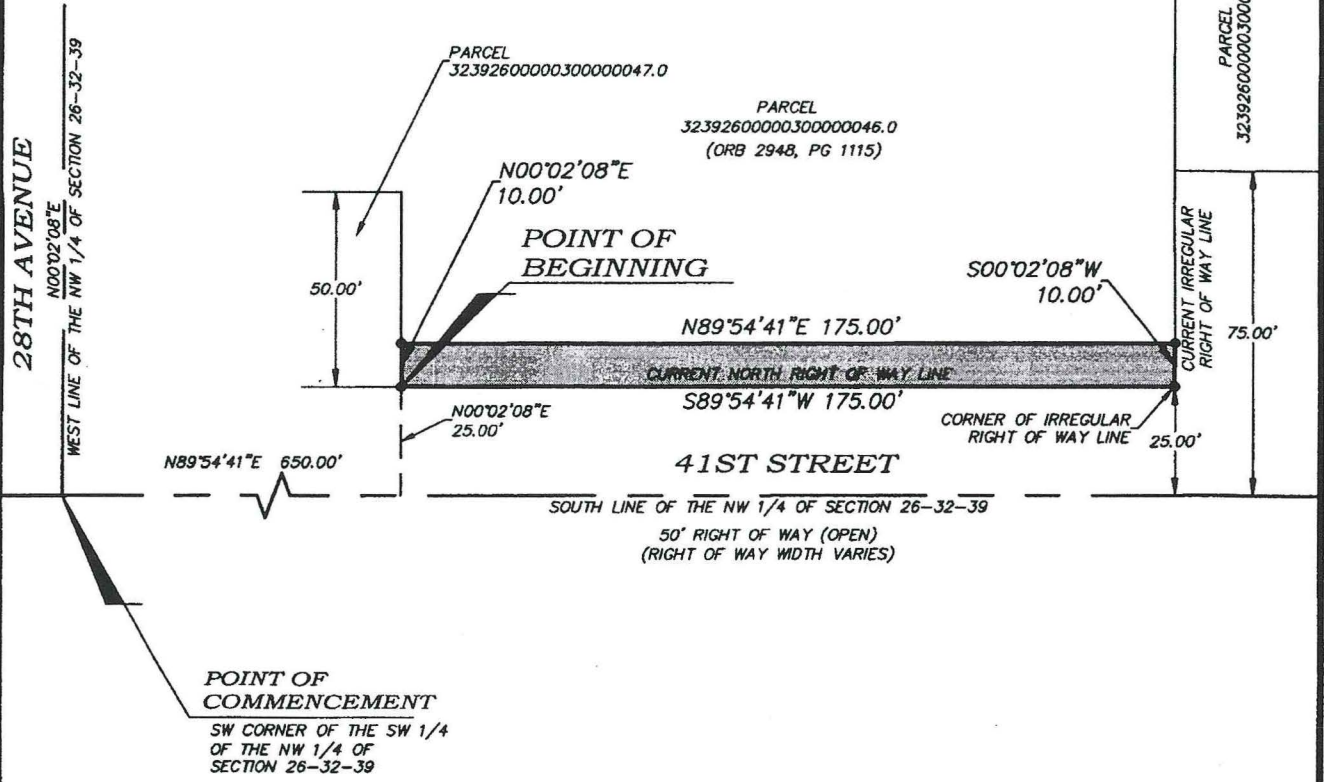 28TH AVENUE
N00°02'08"E
WEST LINE OF THE NW 1/4 OF SECTION 26-32-39
PARCEL
32392600000300000047.0
PARCEL
32392600000300000046.0
(ORB 2948, PG 1115)
PARCEL
N00°02'08"E
10.00'
POINT OF
BEGINNING
50.00'
S00°02'08"W
10.00'
CURRENT IRREGULAR
RIGHT OF WAY LINE
75.00'
N89°54'41"E 175.00'
CURRENT NORTH RIGHT OF WAY LINE
S89°54'41"W 175.00'
N00°02'08"E
25.00'
CORNER OF IRREGULAR
RIGHT OF WAY LINE
25.00'
N89°54'41"E 650.00'
41ST STREET
SOUTH LINE OF THE NW 1/4 OF SECTION 26-32-39
50' RIGHT OF WAY (OPEN)
(RIGHT OF WAY WIDTH VARIES)
POINT OF
COMMENCEMENT
SW CORNER OF THE SW 1/4
OF THE NW 1/4 OF
SECTION 26-32-39